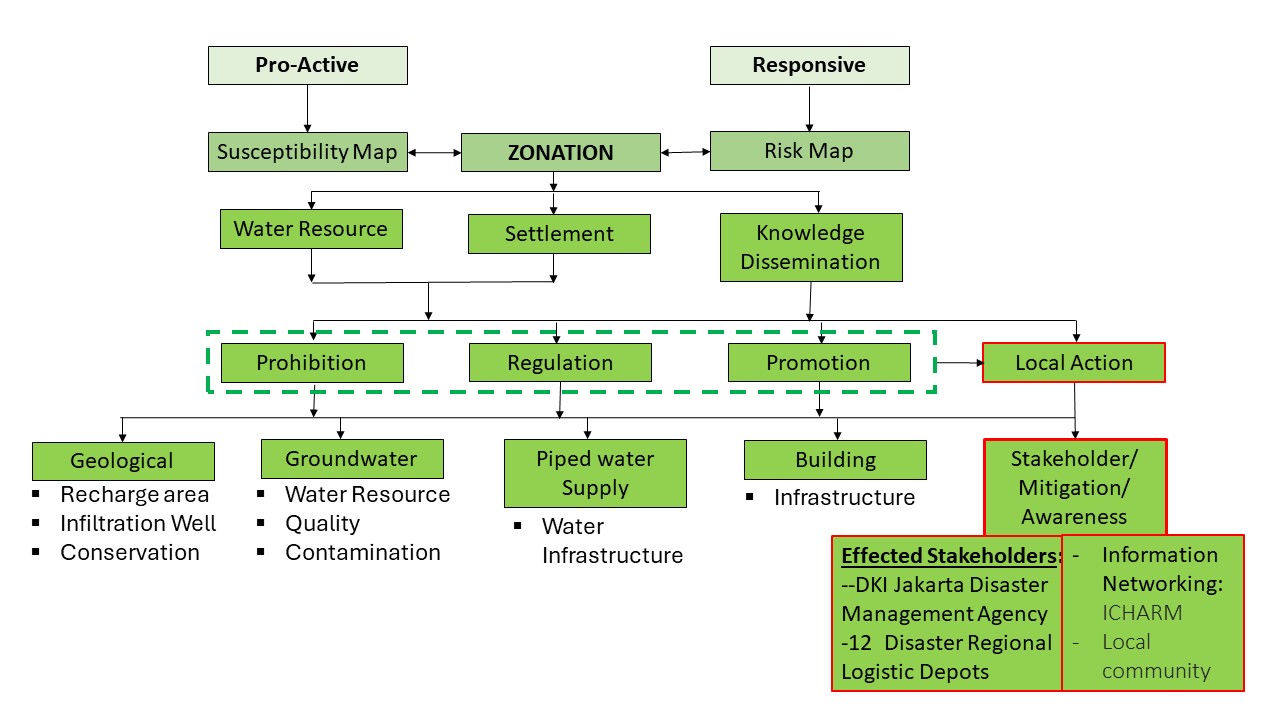 Pro-Active
Responsive
Susceptibility Map
ZONATION
Risk Map
Water Resource
Settlement
Knowledge
Dissemination
Prohibition
Regulation
Promotion
Local Action
Geological
▪ Recharge area
▪ Infiltration Well
▪ Conservation
Groundwater
▪ Water Resource
▪ Quality
▪ Contamination
Piped water
Supply
▪ Water
Infrastructure
Building
▪ Infrastructure
Stakeholder/
Mitigation/
Awareness
Effected Stakeholders:
--DKI Jakarta Disaster
Management Agency
-12 Disaster Regional
Logistic Depots
- Information
Networking:
ICHARM
- Local
community